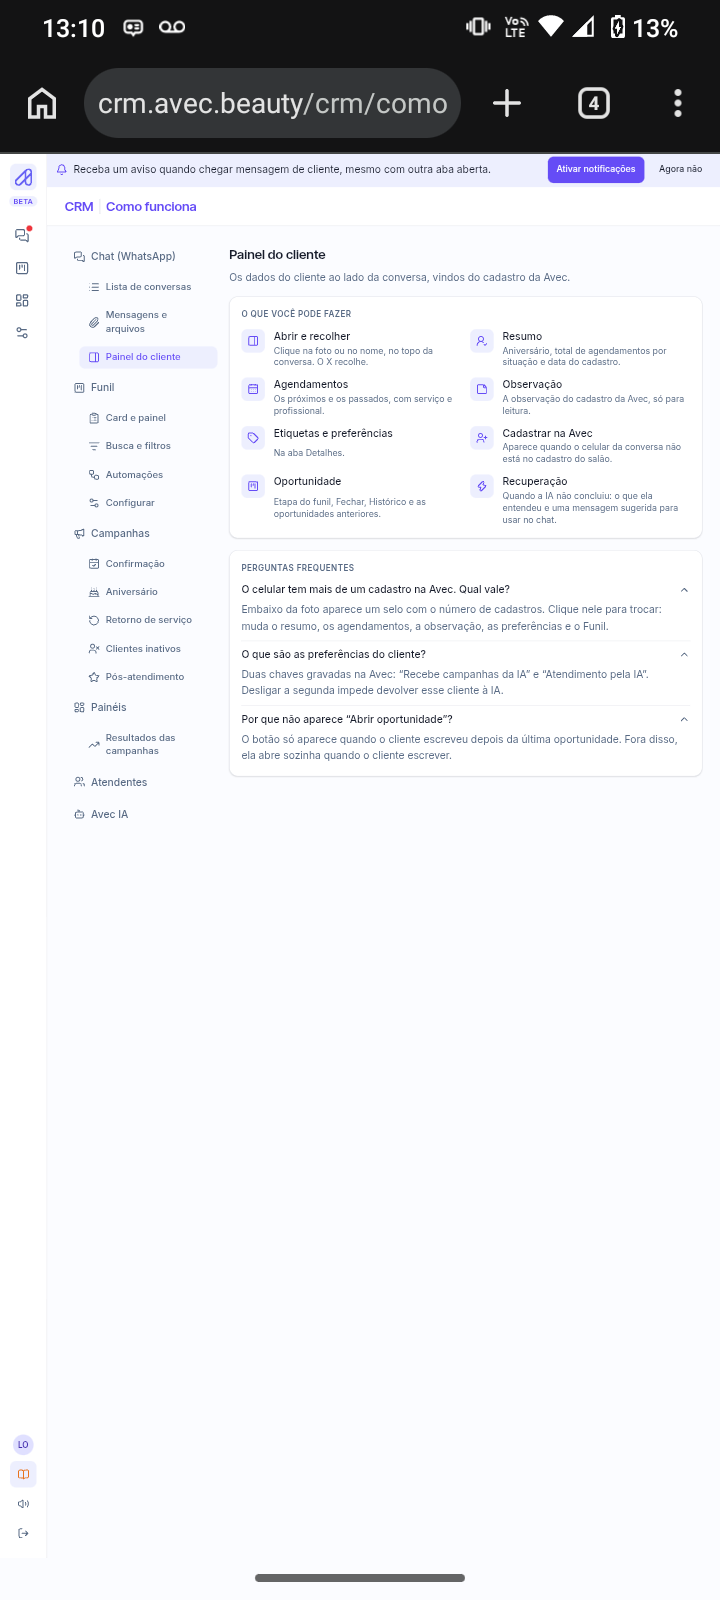 13:10
Vo
LTE
13%
crm.avec.beauty/crm/como
4
Receba um aviso quando chegar mensagem de cliente, mesmo com outra aba aberta.
Ativar notificações
Agora não
BETA
CRM | Como funciona
Chat (WhatsApp)
Lista de conversas
Mensagens e
arquivos
Painel do cliente
Funil
Card e painel
Busca e filtros
Automações
Configurar
Campanhas
Confirmação
Aniversário
Retorno de serviço
Clientes inativos
Pós-atendimento
Painéis
Resultados das
campanhas
Atendentes
Avec IA
Painel do cliente
Os dados do cliente ao lado da conversa, vindos do cadastro da Avec.
O QUE VOCÊ PODE FAZER
Abrir e recolher
Clique na foto ou no nome, no topo da
conversa. O X recolhe.
Resumo
Aniversário, total de agendamentos por
situação e data do cadastro.
Agendamentos
Os próximos e os passados, com serviço e
profissional.
Observação
A observação do cadastro da Avec, só para
leitura.
Etiquetas e preferências
Na aba Detalhes.
Cadastrar na Avec
Aparece quando o celular da conversa não
está no cadastro do salão.
Oportunidade
Etapa do funil, Fechar, Histórico e as
oportunidades anteriores.
Recuperação
Quando a IA não concluiu: o que ela
entendeu e uma mensagem sugerida para
usar no chat.
PERGUNTAS FREQUENTES
O celular tem mais de um cadastro na Avec. Qual vale?
Embaixo da foto aparece um selo com o número de cadastros. Clique nele para trocar:
muda o resumo, os agendamentos, a observação, as preferências e o Funil.
O que são as preferências do cliente?
Duas chaves gravadas na Avec: “Recebe campanhas da IA” e “Atendimento pela IA”.
Desligar a segunda impede devolver esse cliente à IA.
Por que não aparece “Abrir oportunidade”?
O botão só aparece quando o cliente escreveu depois da última oportunidade. Fora disso,
ela abre sozinha quando o cliente escrever.
LO